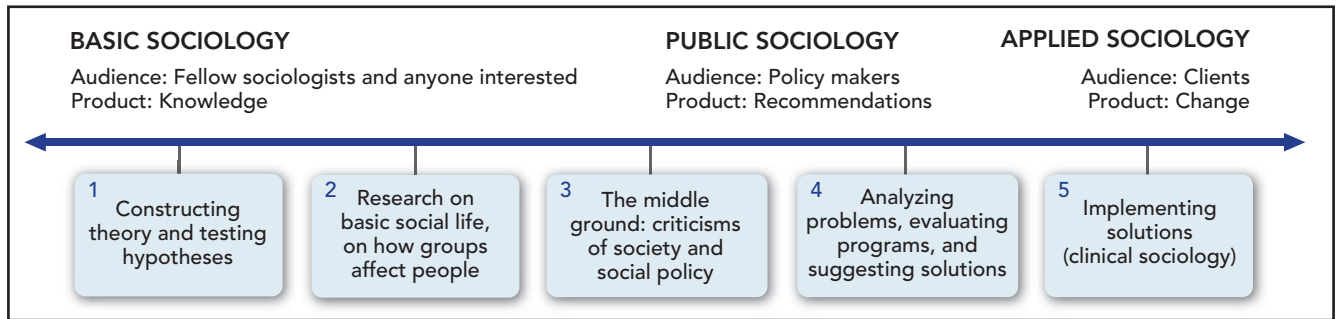 BASIC SOCIOLOGY
Audience: Fellow sociologists and anyone interested
Product: Knowledge
PUBLIC SOCIOLOGY
Audience: Policy makers
Product: Recommendations
APPLIED SOCIOLOGY
Audience: Clients
Product: Change
1
Constructing
theory and testing
hypotheses
2
Research on
basic social life,
on how groups
affect people
3
The middle
ground: criticisms
of society and
social policy
4
Analyzing
problems, evaluating
programs, and
suggesting solutions
5
Implementing
solutions
(clinical sociology)